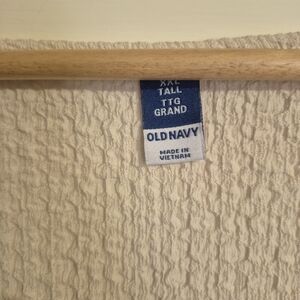 XXL
TALL
TTG
GRAND
OLD NAVY
MADE IN
VIETNAM